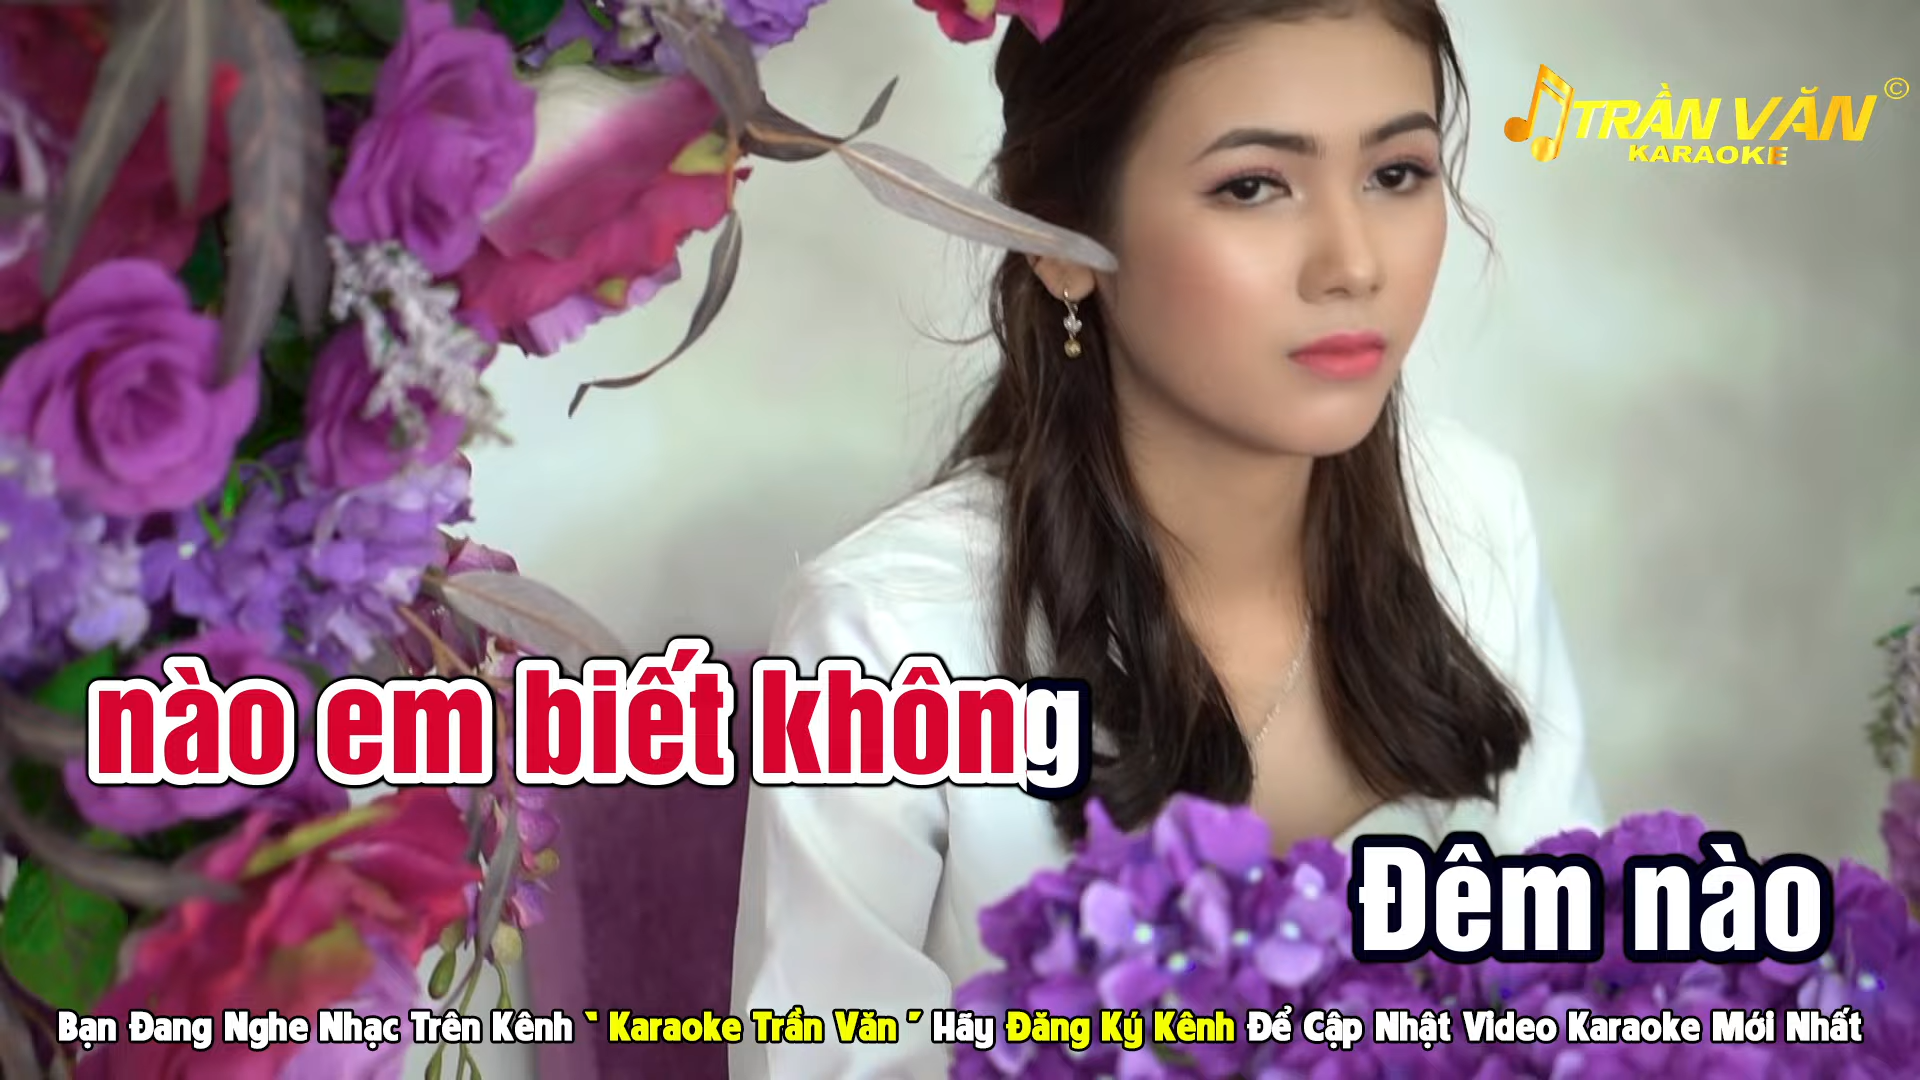 TRẦN VĂN ©
KARAOKE
nào em biết không
Đêm nào
Bạn Đang Nghe Nhạc Trên Kênh ` Karaoke Trần Văn ´ Hãy Đăng Ký Kênh Để Cập Nhật Video Karaoke Mới Nhất